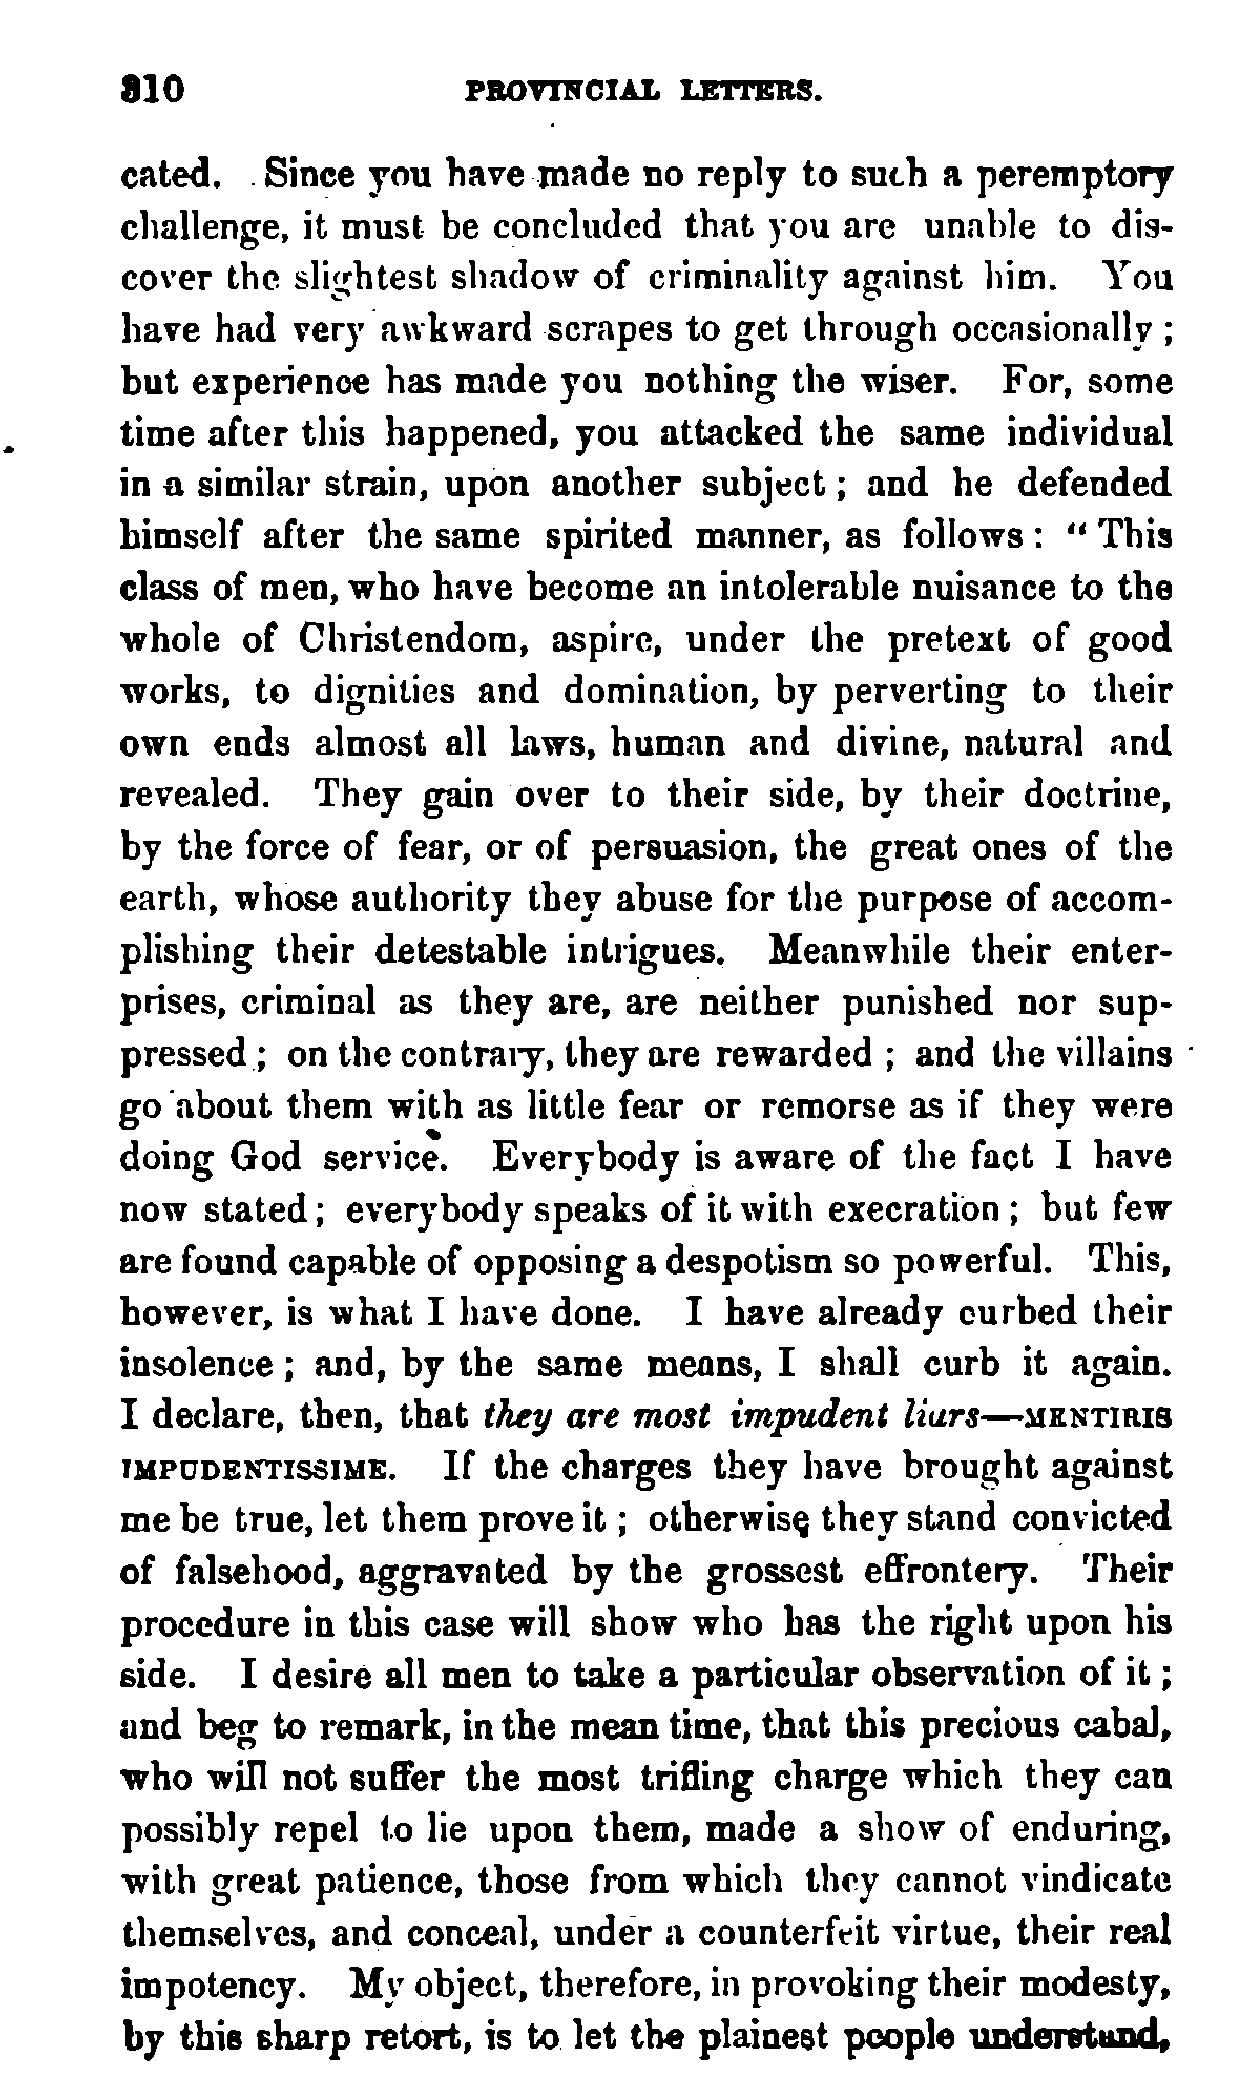 310 PROVINCIAL LETTERS.
cated. Since you have made no reply to such a peremptory
challenge, it must be concluded that you are unable to dis-
cover the slightest shadow of criminality against him. You
have had very awkward scrapes to get through occasionally ;
but experience has made you nothing the wiser. For, some
time after this happened, you attacked the same individual
in a similar strain, upon another subject ; and he defended
himself after the same spirited manner, as follows : “ This
class of men, who have become an intolerable nuisance to the
whole of Christendom, aspire, under the pretext of good
works, to dignities and domination, by perverting to their
own ends almost all laws, human and divine, natural and
revealed. They gain over to their side, by their doctrine,
by the force of fear, or of persuasion, the great ones of the
earth, whose authority they abuse for the purpose of accom-
plishing their detestable intrigues. Meanwhile their enter-
prises, criminal as they are, are neither punished nor sup-
pressed ; on the contrary, they are rewarded ; and the villains
go about them with as little fear or remorse as if they were
doing God service. Everybody is aware of the fact I have
now stated ; everybody speaks of it with execration ; but few
are found capable of opposing a despotism so powerful. This,
however, is what I have done. I have already curbed their
insolence ; and, by the same means, I shall curb it again.
I declare, then, that they are most impudent liars—MENTIRIS
IMPUDENTISSIME. If the charges they have brought against
me be true, let them prove it ; otherwise they stand convicted
of falsehood, aggravated by the grossest effrontery. Their
procedure in this case will show who has the right upon his
side. I desire all men to take a particular observation of it ;
and beg to remark, in the mean time, that this precious cabal,
who will not suffer the most trifling charge which they can
possibly repel to lie upon them, made a show of enduring,
with great patience, those from which they cannot vindicate
themselves, and conceal, under a counterfeit virtue, their real
impotency. My object, therefore, in provoking their modesty,
by this sharp retort, is to let the plainest people understand,